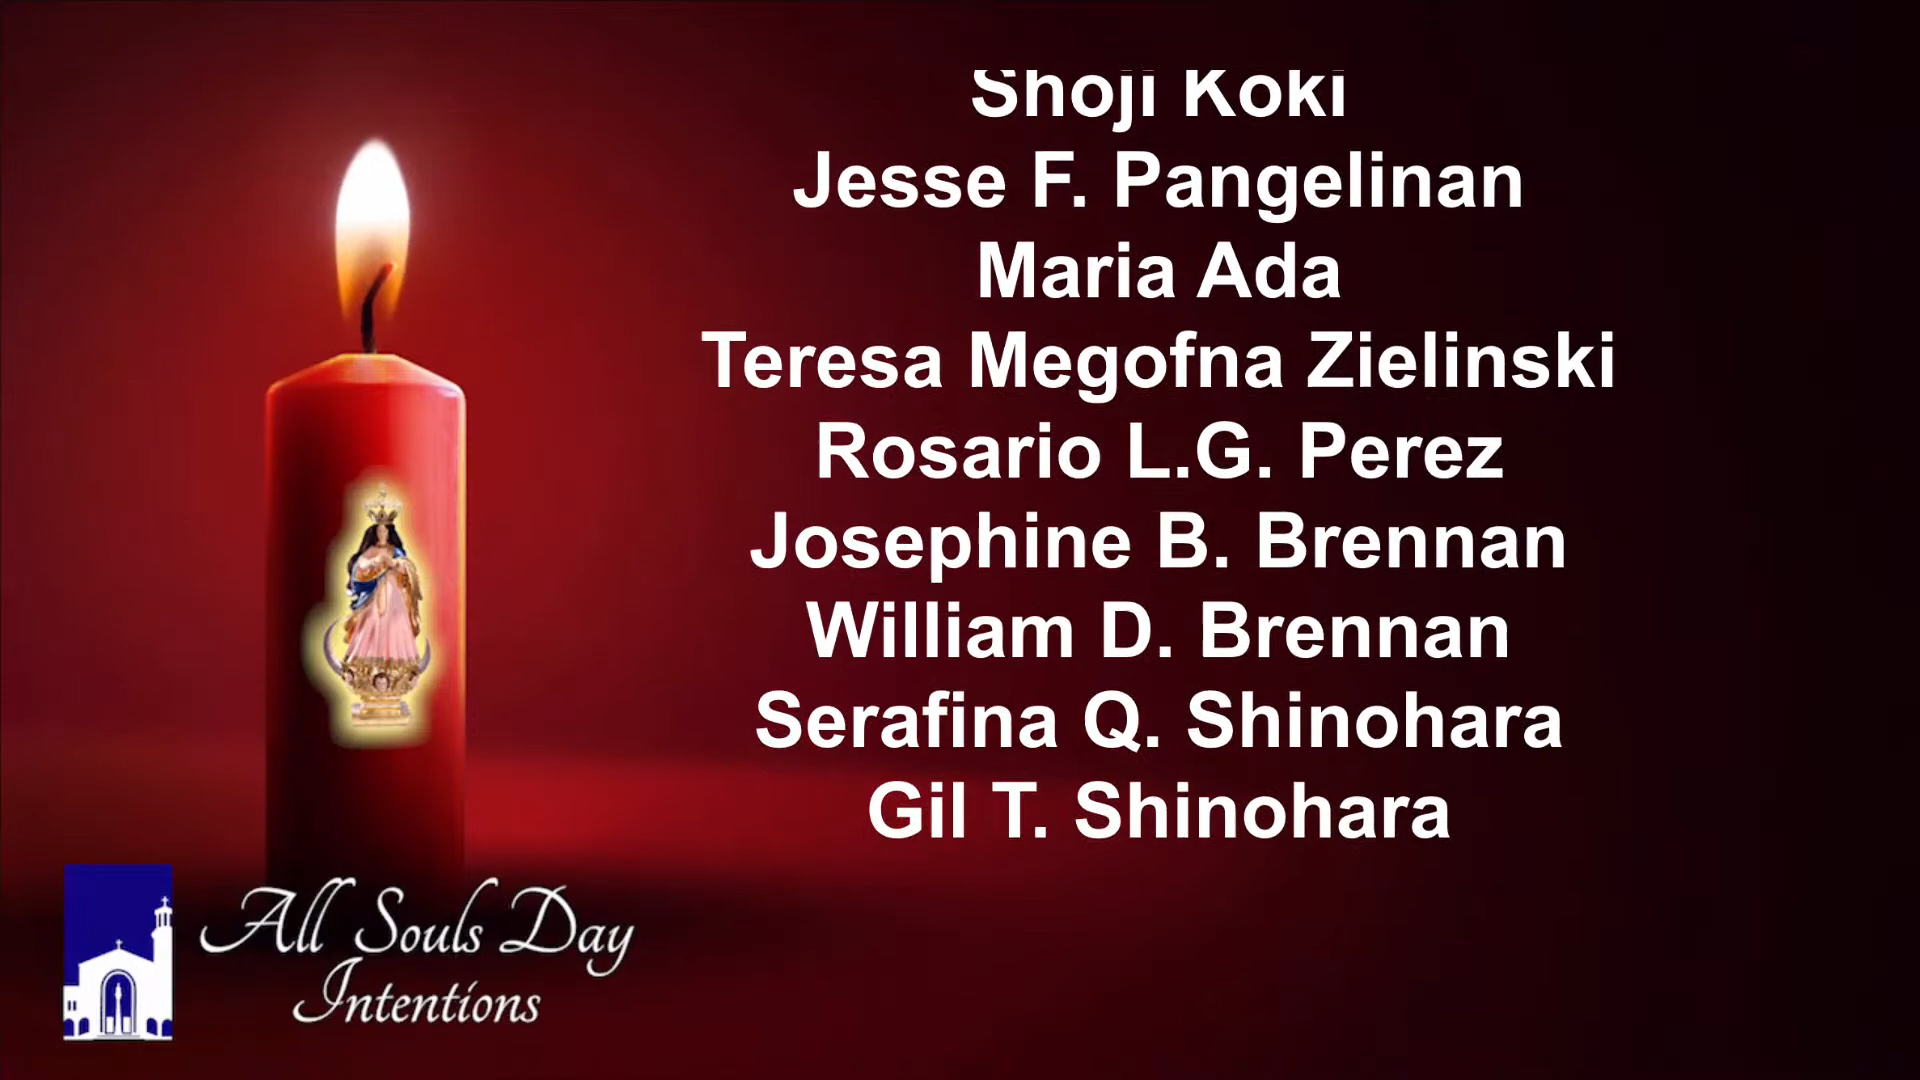 Shoji Koki
Jesse F. Pangelinan
Maria Ada
Teresa Megofna Zielinski
Rosario L.G. Perez
Josephine B. Brennan
William D. Brennan
Serafina Q. Shinohara
Gil T. Shinohara
All Souls Day
Intentions